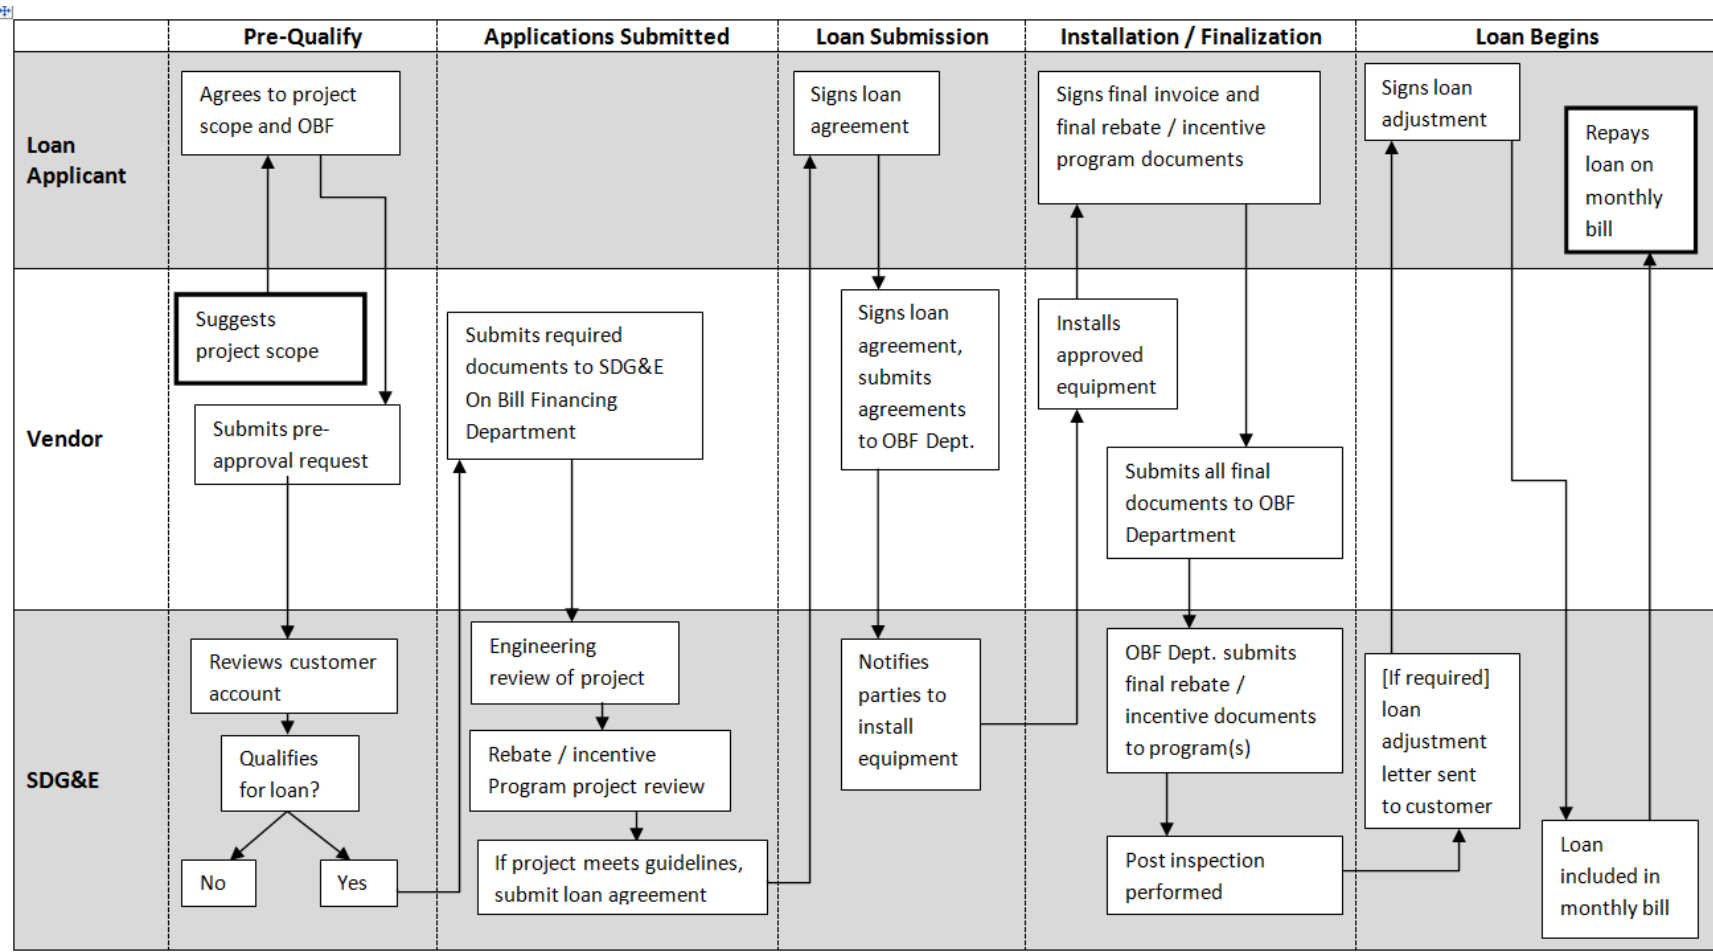 Pre-Qualify
Applications Submitted
Loan Submission
Installation / Finalization
Loan Begins
Loan
Applicant
Agrees to project
scope and OBF
Signs loan
agreement
Signs final invoice and
final rebate / incentive
program documents
Signs loan
adjustment
Repays
loan on
monthly
bill
Vendor
Suggests
project scope
Submits pre-
approval request
Submits required
documents to SDG&E
On Bill Financing
Department
Signs loan
agreement,
submits
agreements
to OBF Dept.
Installs
approved
equipment
Submits all final
documents to OBF
Department
SDG&E
Reviews customer
account
Qualifies
for loan?
No
Yes
Engineering
review of project
Rebate / incentive
Program project review
If project meets guidelines,
submit loan agreement
Notifies
parties to
install
equipment
OBF Dept. submits
final rebate /
incentive documents
to program(s)
Post inspection
performed
[If required]
loan
adjustment
letter sent
to customer
Loan
included in
monthly bill